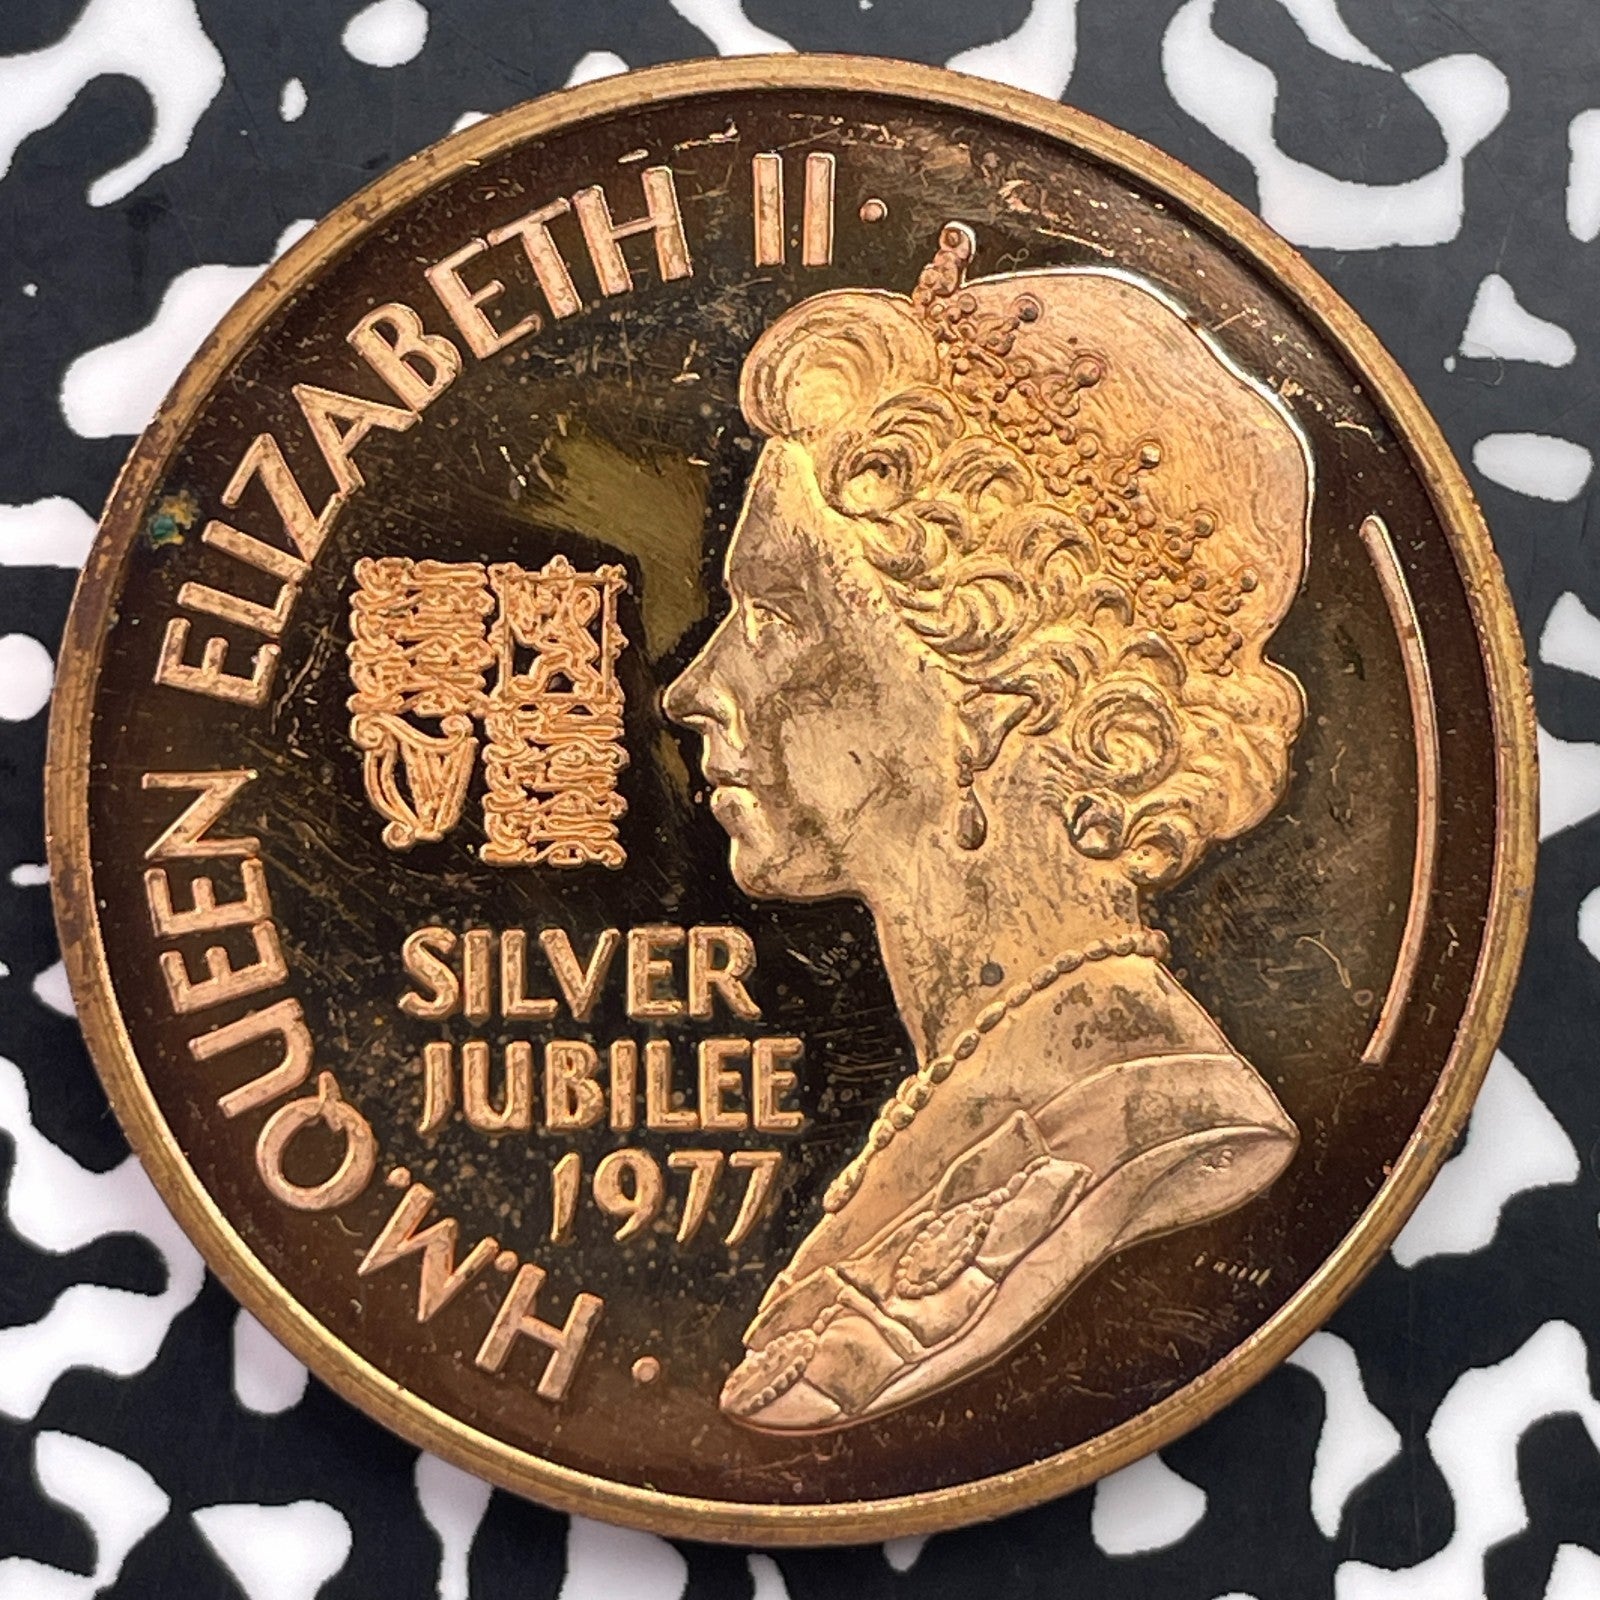 H.M. QUEEN ELIZABETH II
SILVER
JUBILEE
1977